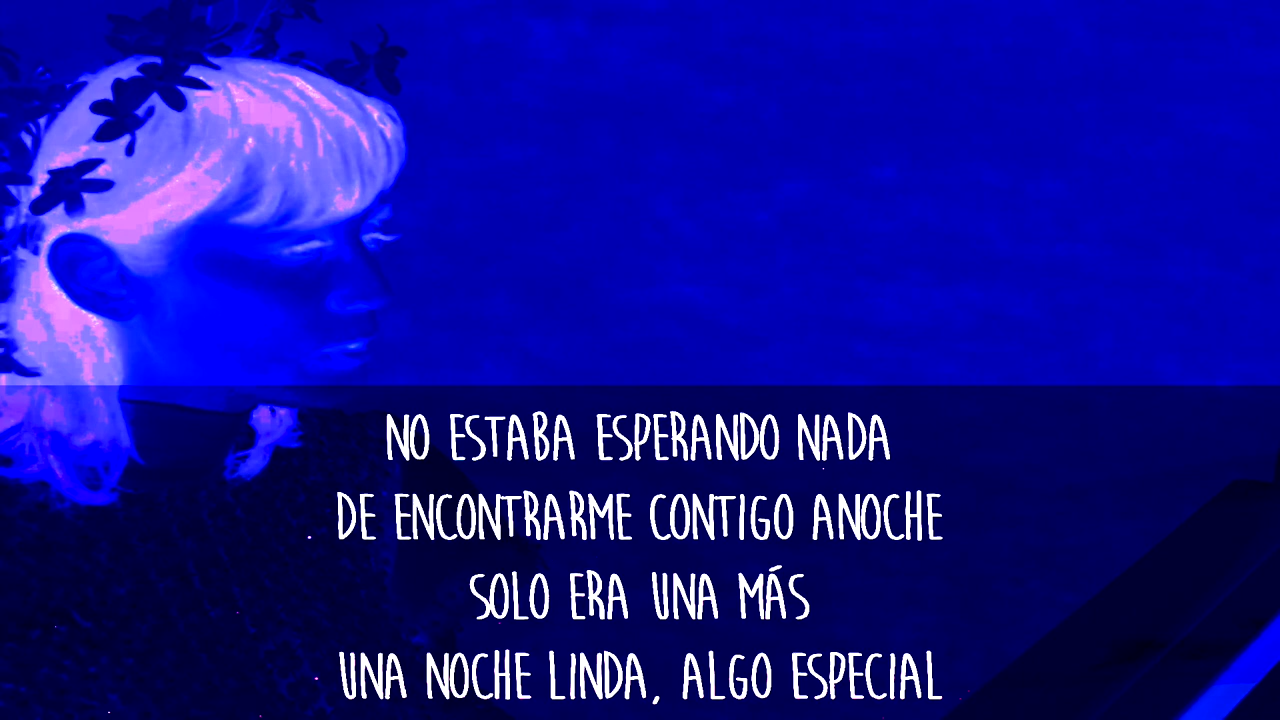 NO ESTABA ESPERANDO NADA
DE ENCONTRARME CONTIGO ANOCHE
SOLO ERA UNA MÁS
UNA NOCHE LINDA, ALGO ESPECIAL